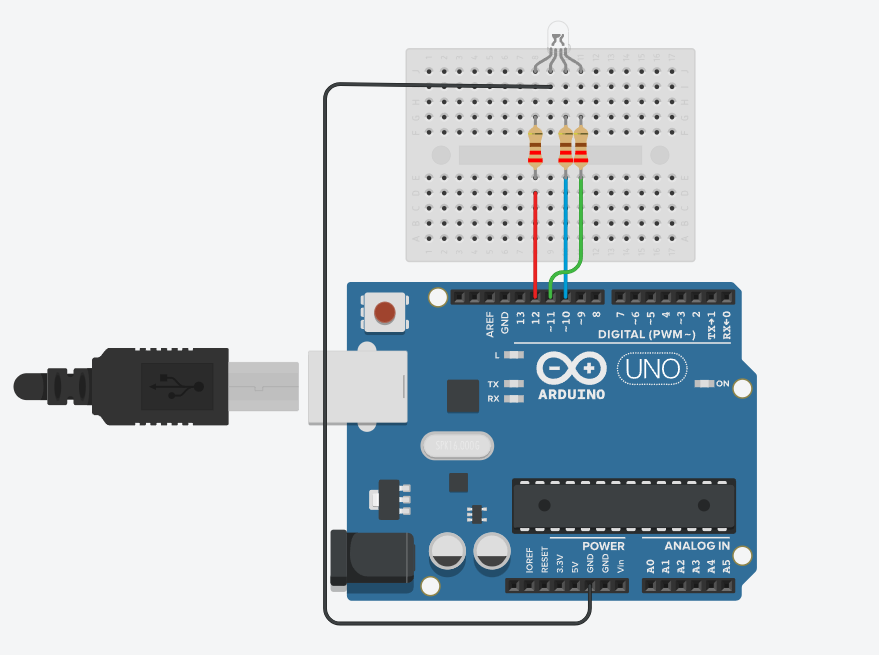 AREF
GND
13
12
~11
~10
~9
8
7
~6
~5
4
~3
2
TX→1
RX←0
DIGITAL (PWM~)
L
TX
RX
UNO
ARDUINO
ON
POWER
ANALOG IN
IOREF
RESET
3.3V
5V
GND
GND
Vin
A0
A1
A2
A3
A4
A5